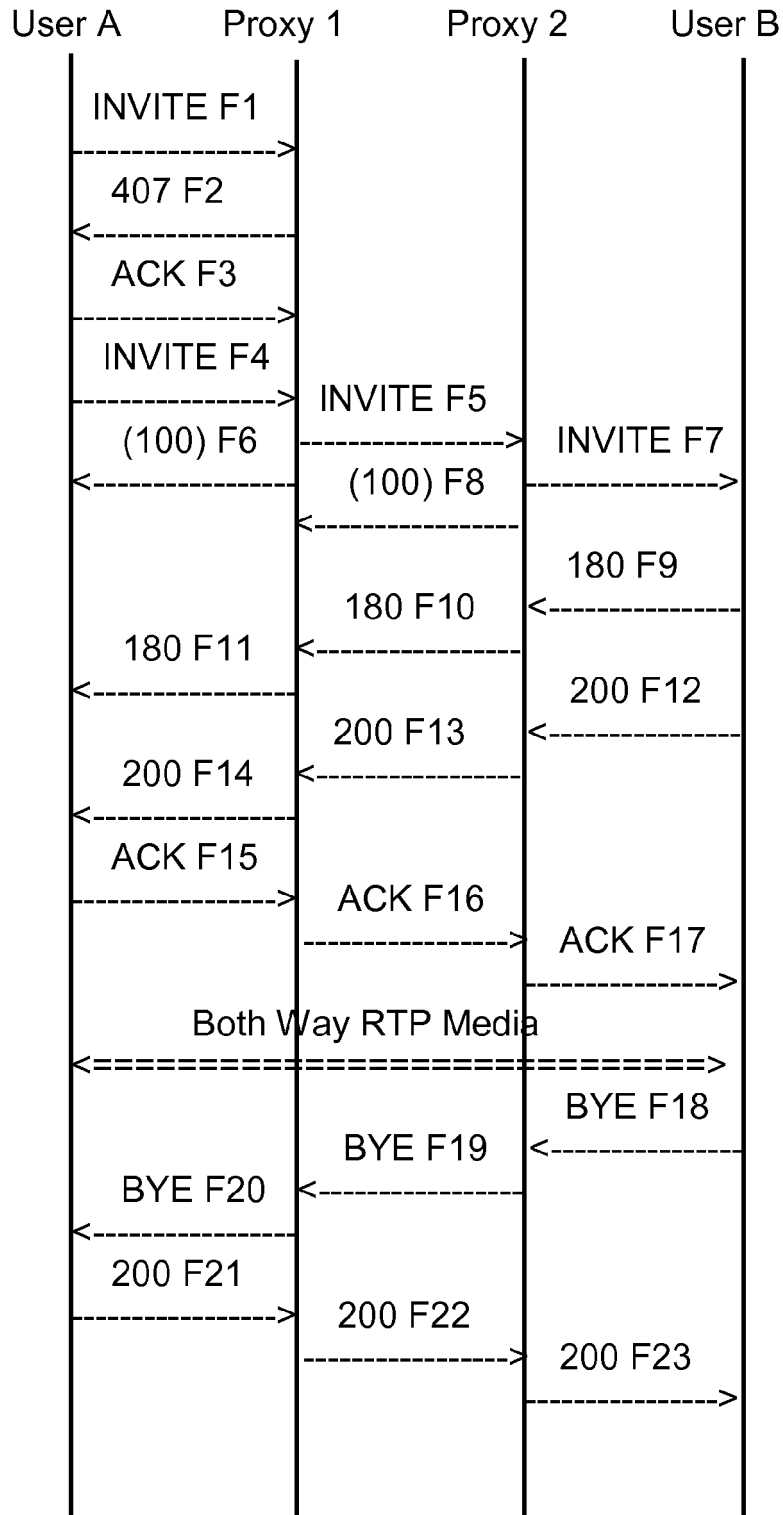 User A Proxy 1 Proxy 2 User B
INVITE F1
407 F2
ACK F3
INVITE F4
INVITE F5
(100) F6
INVITE F7
(100) F8
180 F9
180 F10
180 F11
200 F12
200 F13
200 F14
ACK F15
ACK F16
ACK F17
Both Way RTP Media
BYE F18
BYE F19
BYE F20
200 F21
200 F22
200 F23